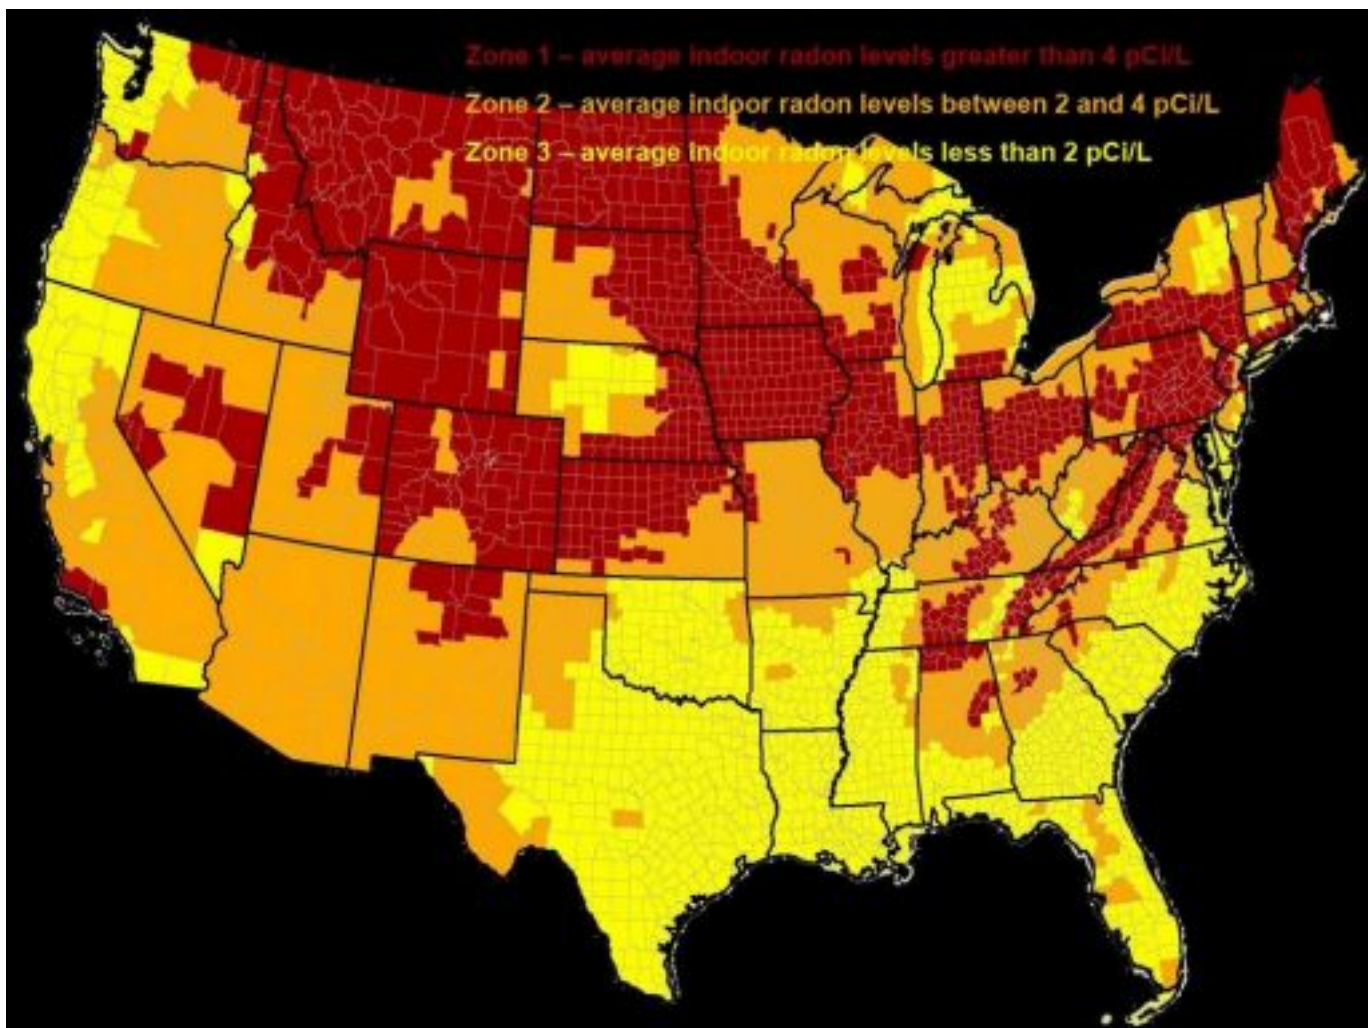 Zone 1 – average indoor radon levels greater than 4 pCi/L
Zone 2 – average indoor radon levels between 2 and 4 pCi/L
Zone 3 – average indoor radon levels less than 2 pCi/L